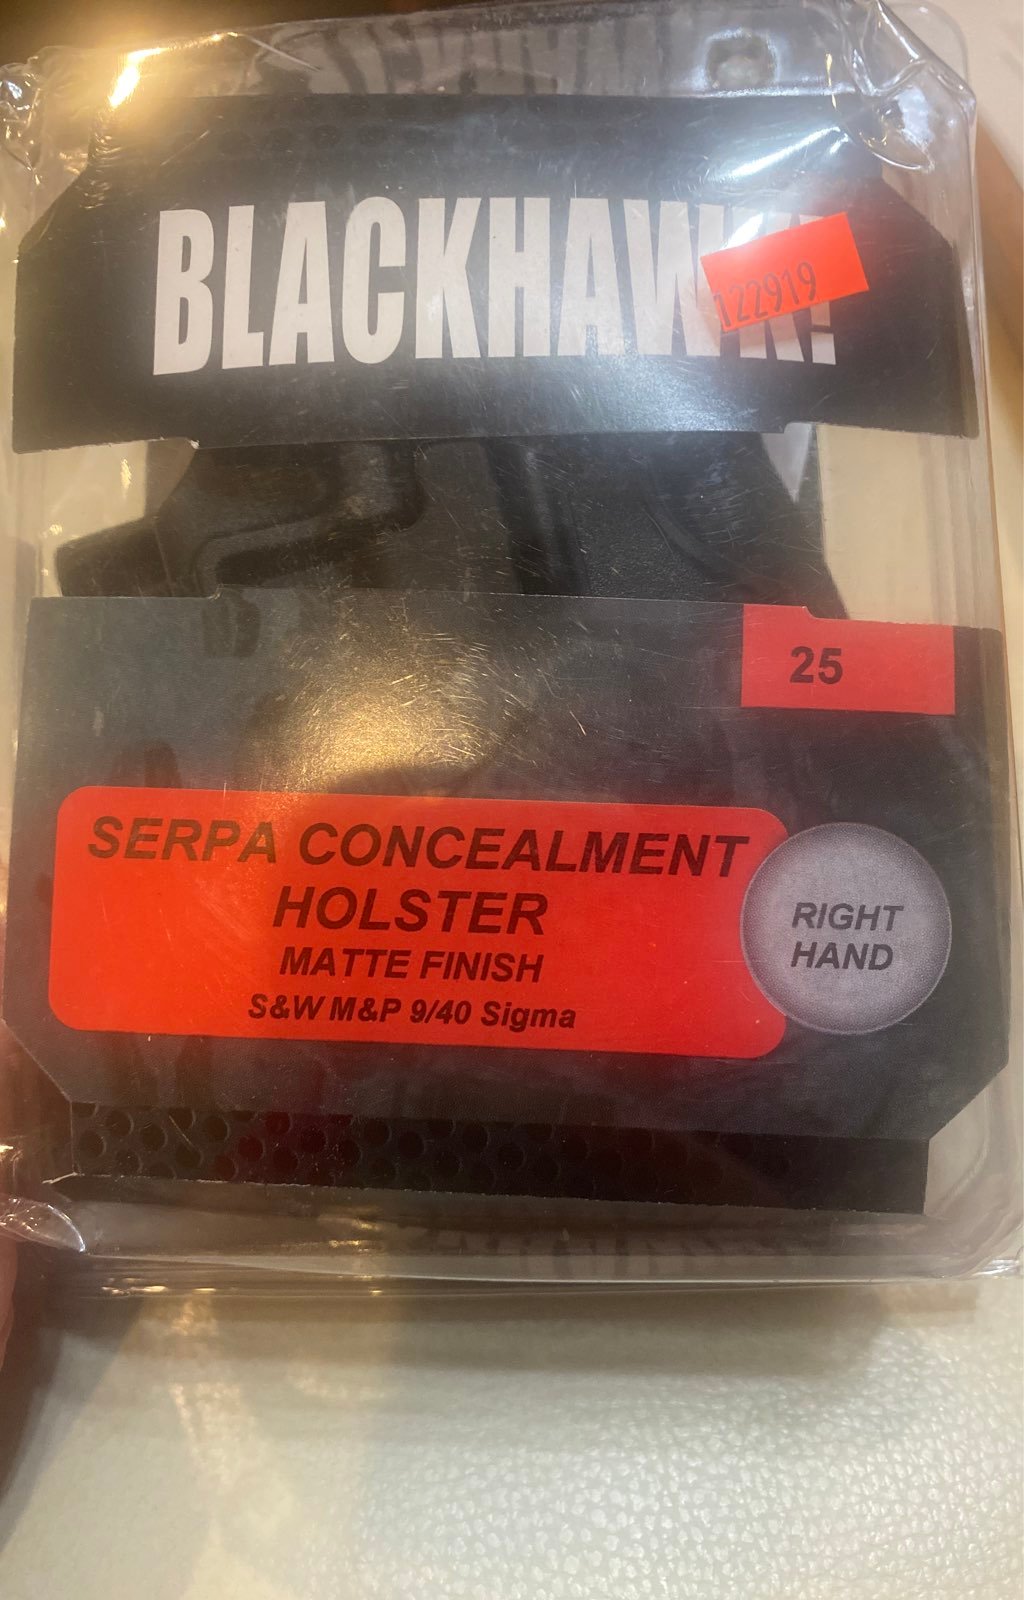 BLACKHAWK!
122919
25
SERPA CONCEALMENT
HOLSTER
MATTE FINISH
S&W M&P 9/40 Sigma
RIGHT
HAND